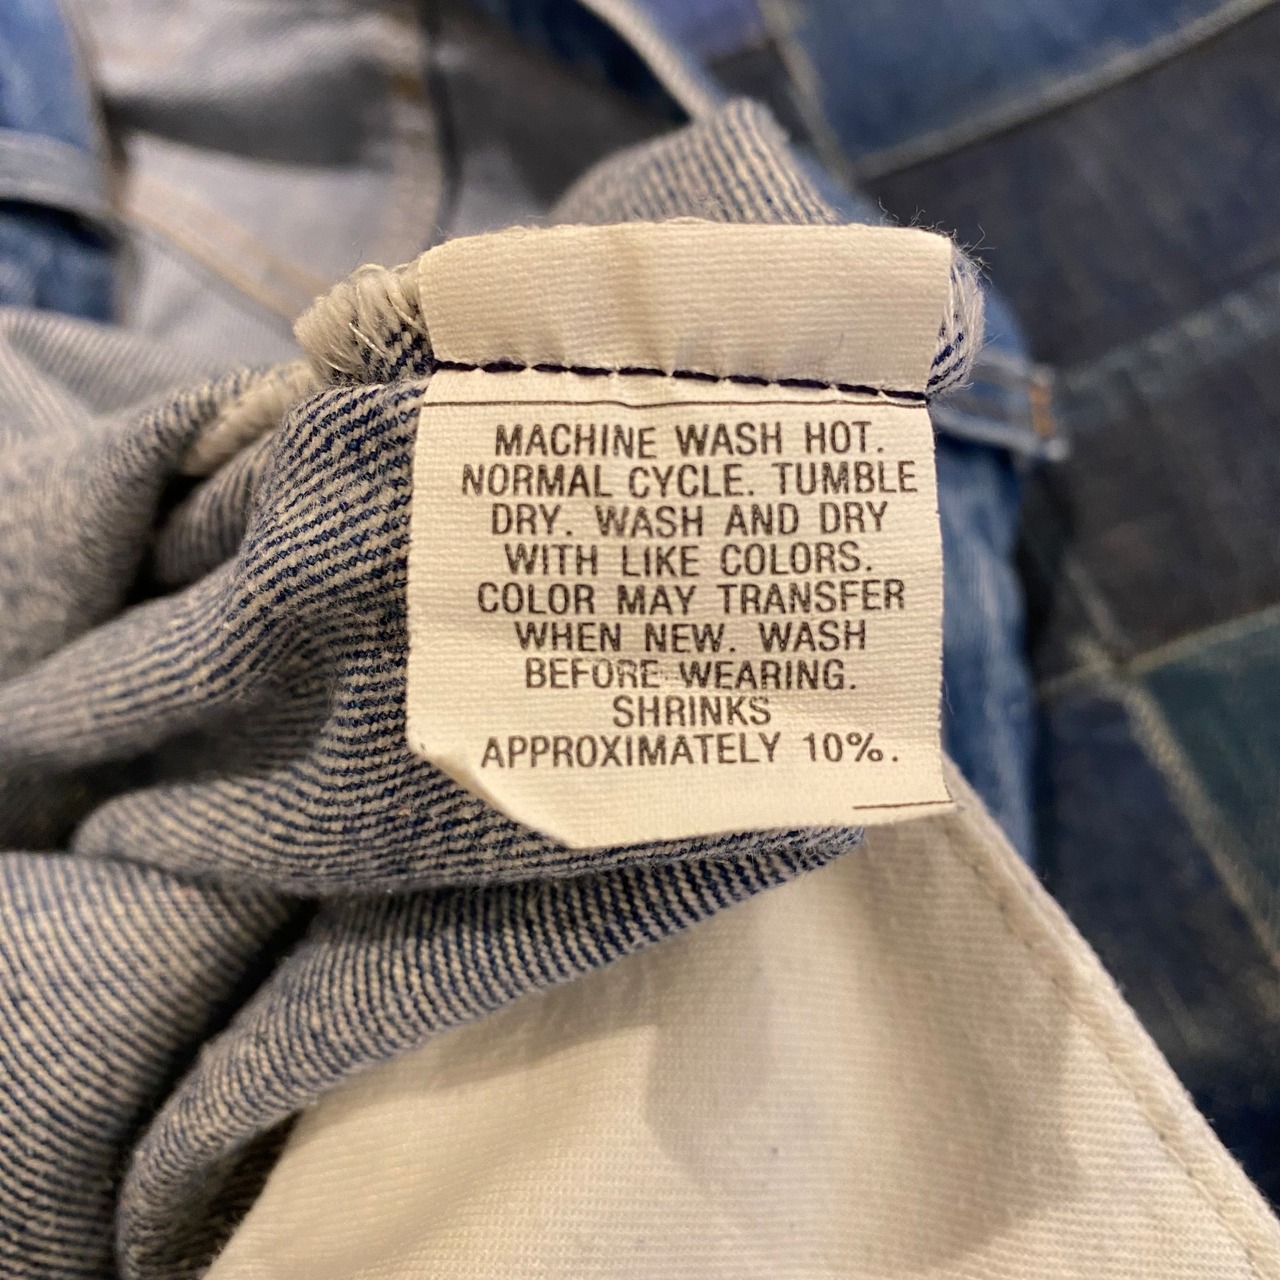 MACHINE WASH HOT.
NORMAL CYCLE. TUMBLE
DRY. WASH AND DRY
WITH LIKE COLORS.
COLOR MAY TRANSFER
WHEN NEW. WASH
BEFORE WEARING.
SHRINKS
APPROXIMATELY 10%.